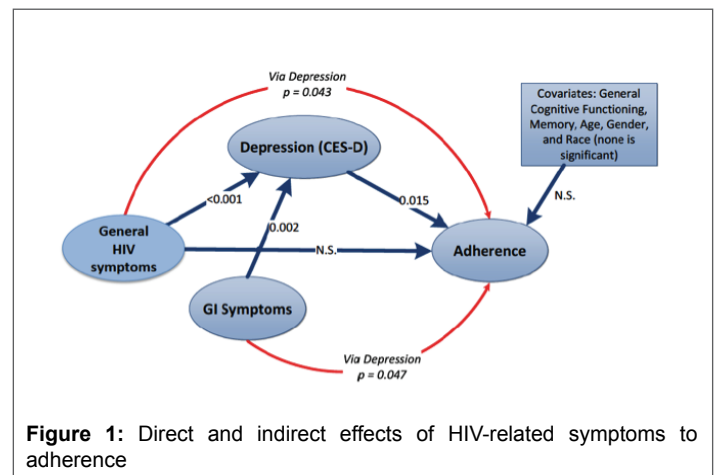 Via Depression
p = 0.043
Covariates: General
Cognitive Functioning,
Memory, Age, Gender,
and Race (none is
significant)
Depression (CES-D)
<0.001
0.015
N.S.
0.002
General
HIV
symptoms
N.S.
Adherence
GI Symptoms
Via Depression
p = 0.047
Figure 1: Direct and indirect effects of HIV-related symptoms to
adherence